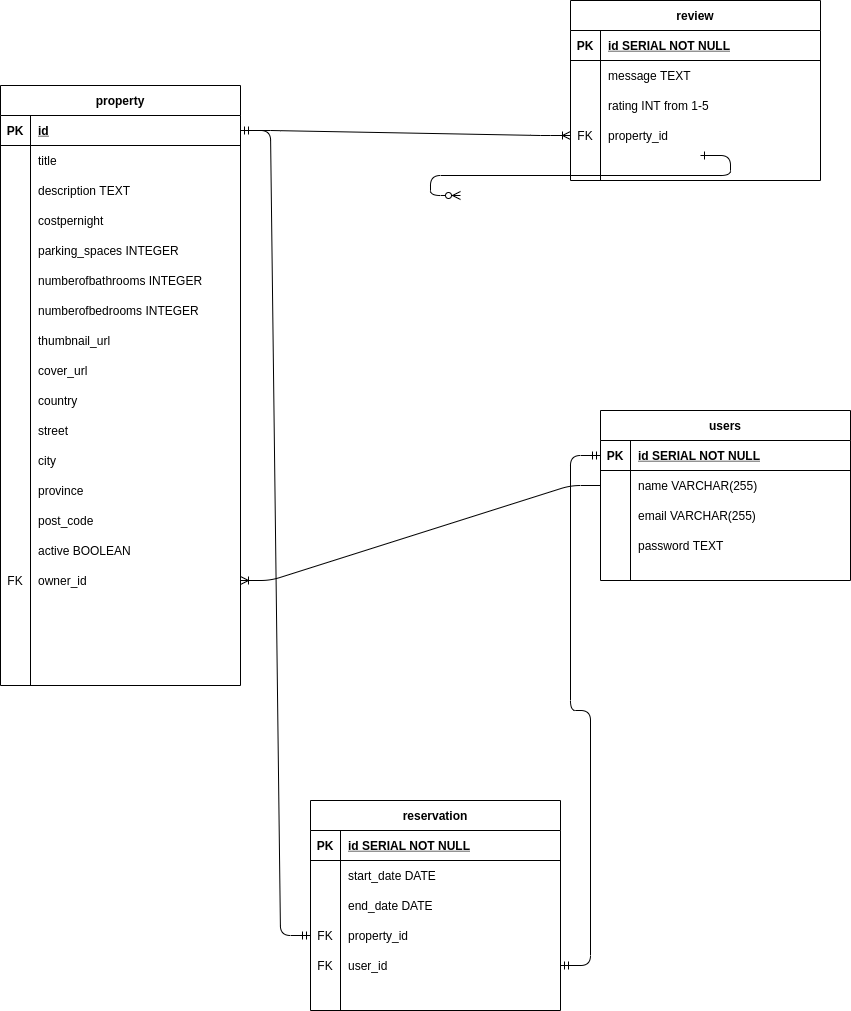 review
PK id SERIAL NOT NULL
message TEXT
rating INT from 1-5
FK property_id
property
PK id
title
description TEXT
costpernight
parking_spaces INTEGER
numberofbathrooms INTEGER
numberofbedrooms INTEGER
thumbnail_url
cover_url
country
street
city
province
post_code
active BOOLEAN
FK owner_id
users
PK id SERIAL NOT NULL
name VARCHAR(255)
email VARCHAR(255)
password TEXT
reservation
PK id SERIAL NOT NULL
start_date DATE
end_date DATE
FK property_id
FK user_id